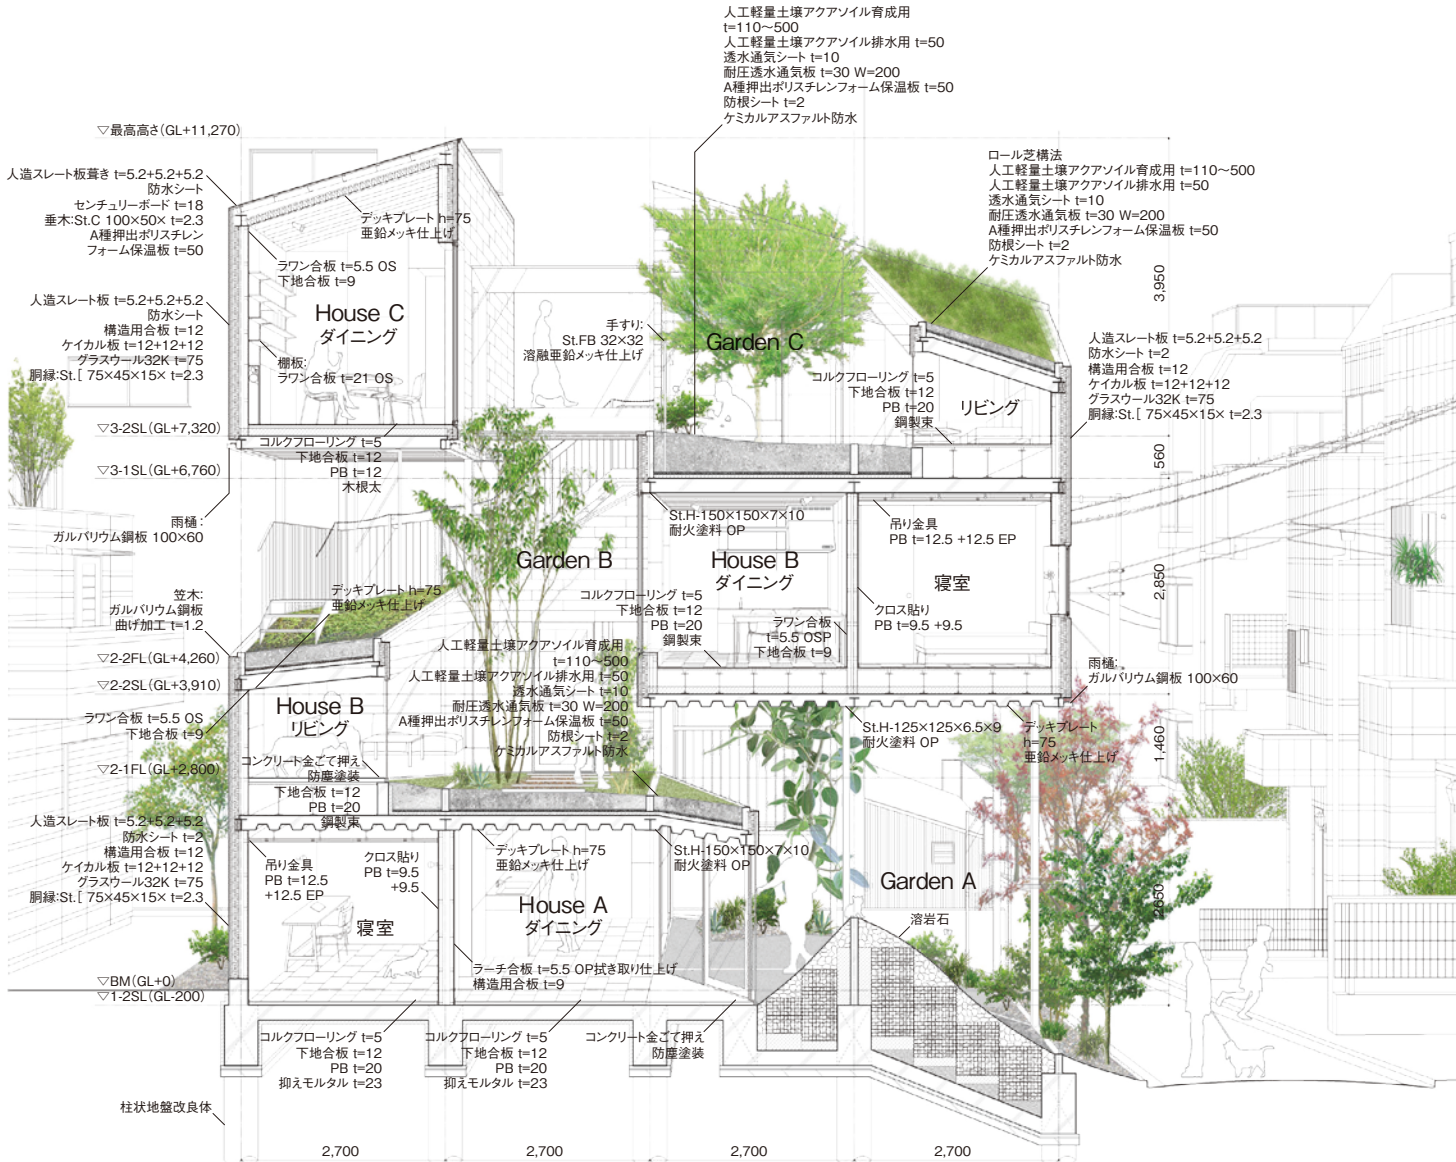 人工軽量土壌アクアソイル育成用
t=110〜500
人工軽量土壌アクアソイル排水用 t=50
透水通気シート t=10
耐圧透水通気板 t=30 W=200
A種押出ポリスチレンフォーム保温板 t=50
防根シート t=2
ケミカルアスファルト防水
▽最高高さ(GL+11,270)
人造スレート板葺き t=5.2+5.2+5.2
防水シート
センチュリーボード t=18
垂木:St.C 100×50× t=2.3
A種押出ポリスチレン
フォーム保温板 t=50
デッキプレート h=75
亜鉛メッキ仕上げ
ラワン合板 t=5.5 OS
下地合板 t=9
ロール芝構法
人工軽量土壌アクアソイル育成用 t=110〜500
人工軽量土壌アクアソイル排水用 t=50
透水通気シート t=10
耐圧透水通気板 t=30 W=200
A種押出ポリスチレンフォーム保温板 t=50
防根シート t=2
ケミカルアスファルト防水
3,950
人造スレート板 t=5.2+5.2+5.2
防水シート
構造用合板 t=12
ケイカル板 t=12+12+12
グラスウール32K t=75
胴縁:St.[ 75×45×15× t=2.3
House C
ダイニング
棚板:
ラワン合板 t=21 OS
手すり:
St.FB 32×32
溶融亜鉛メッキ仕上げ
Garden C
コルクフローリング t=5
下地合板 t=12
PB t=20
鋼製束
リビング
人造スレート板 t=5.2+5.2+5.2
防水シート t=2
構造用合板 t=12
ケイカル板 t=12+12+12
グラスウール32K t=75
胴縁:St.[ 75×45×15× t=2.3
▽3-2SL(GL+7,320)
コルクフローリング t=5
下地合板 t=12
PB t=12
木根太
▽3-1SL(GL+6,760)
560
雨樋:
ガルバリウム鋼板 100×60
St.H-150×150×7×10
耐火塗料 OP
吊り金具
PB t=12.5 +12.5 EP
Garden B
House B
ダイニング
寝室
2,850
笠木:
ガルバリウム鋼板
曲げ加工 t=1.2
デッキプレート h=75
亜鉛メッキ仕上げ
コルクフローリング t=5
下地合板 t=12
PB t=20
鋼製束
ラワン合板
t=5.5 OSP
下地合板 t=9
クロス貼り
PB t=9.5 +9.5
▽2-2FL(GL+4,260)
▽2-2SL(GL+3,910)
人工軽量土壌アクアソイル育成用
t=110〜500
人工軽量土壌アクアソイル排水用 t=50
透水通気シート t=10
耐圧透水通気板 t=30 W=200
A種押出ポリスチレンフォーム保温板 t=50
防根シート t=2
ケミカルアスファルト防水
雨樋:
ガルバリウム鋼板 100×60
ラワン合板 t=5.5 OS
下地合板 t=9
House B
リビング
St.H-125×125×6.5×9
耐火塗料 OP
デッキプレート
h=75
亜鉛メッキ仕上げ
1,460
▽2-1FL(GL+2,800)
コンクリート金ごて押え
防塵塗装
下地合板 t=12
PB t=20
鋼製束
人造スレート板 t=5.2+5.2+5.2
防水シート t=2
構造用合板 t=12
ケイカル板 t=12+12+12
グラスウール32K t=75
胴縁:St.[ 75×45×15× t=2.3
吊り金具
PB t=12.5
+12.5 EP
クロス貼り
PB t=9.5
+9.5
デッキプレート h=75
亜鉛メッキ仕上げ
St.H-150×150×7×10
耐火塗料 OP
寝室
House A
ダイニング
Garden A
溶岩石
2,650
▽BM(GL+0)
▽1-2SL(GL-200)
ラーチ合板 t=5.5 OP拭き取り仕上げ
構造用合板 t=9
コルクフローリング t=5
下地合板 t=12
PB t=20
抑えモルタル t=23
コルクフローリング t=5
下地合板 t=12
PB t=20
抑えモルタル t=23
コンクリート金ごて押え
防塵塗装
柱状地盤改良体
2,700
2,700
2,700
2,700